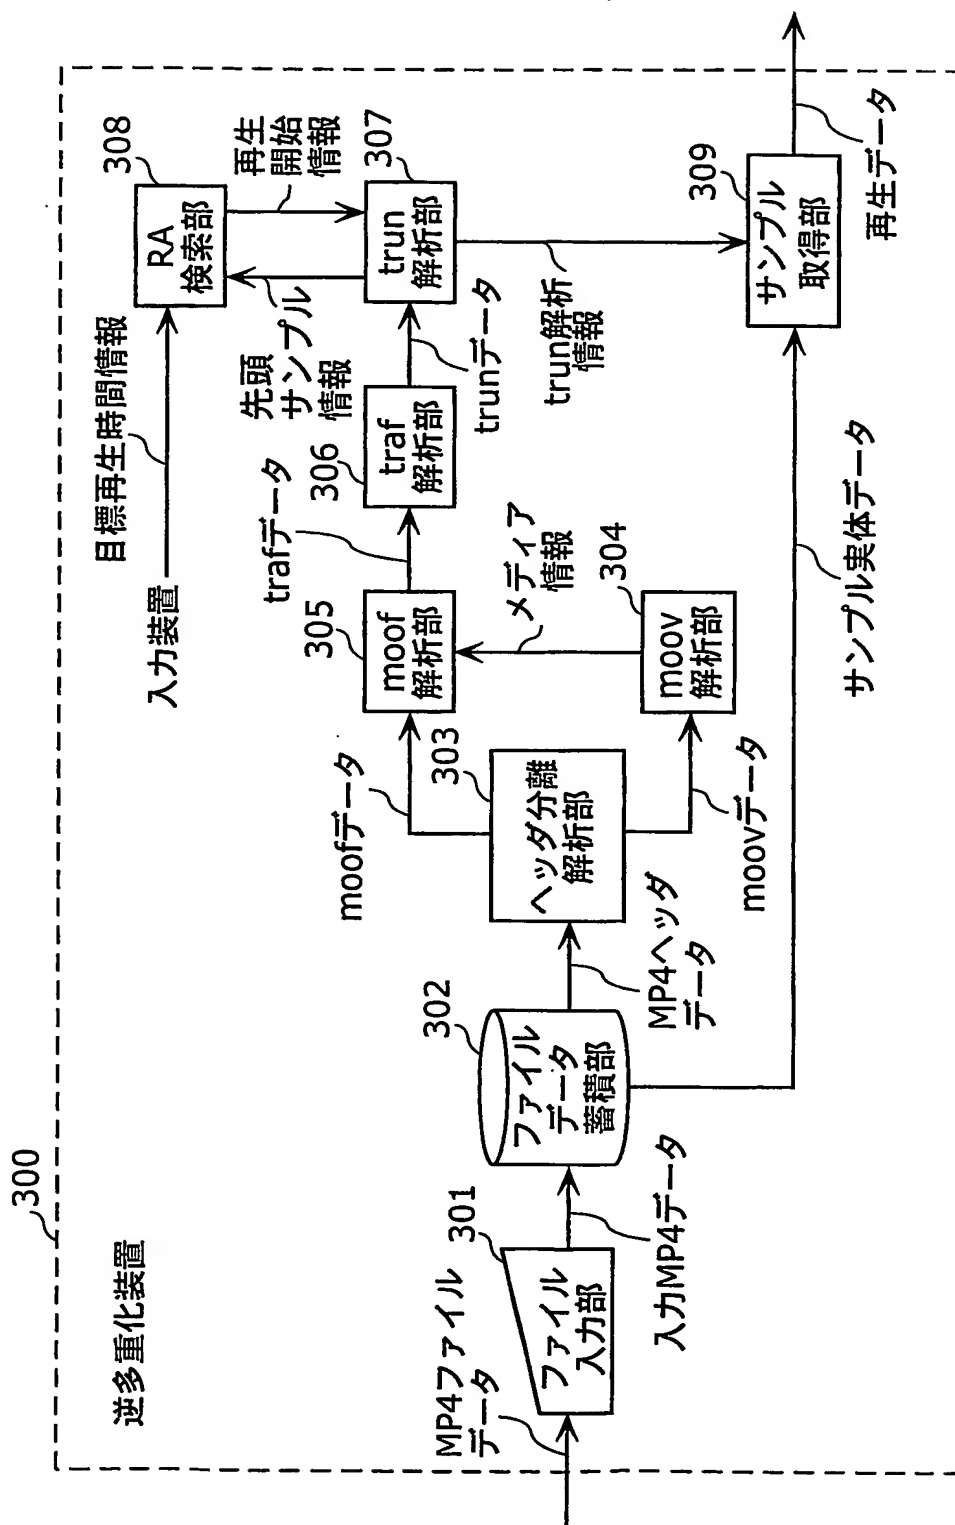 300
逆多重化装置
MP4ファイル
データ
301
ファイル
入力部
入力MP4データ
302
ファイル
データ
蓄積部
MP4ヘッダ
データ
303
ヘッダ分離
解析部
moofデータ
moovデータ
305
moof
解析部
メディア
情報
304
moov
解析部
trafデータ
306
traf
解析部
trunデータ
入力装置
目標再生時間情報
先頭
サンプル
情報
308
RA
検索部
再生
開始
情報
307
trun
解析部
trun解析
情報
サンプル実体データ
309
サンプル
取得部
再生データ